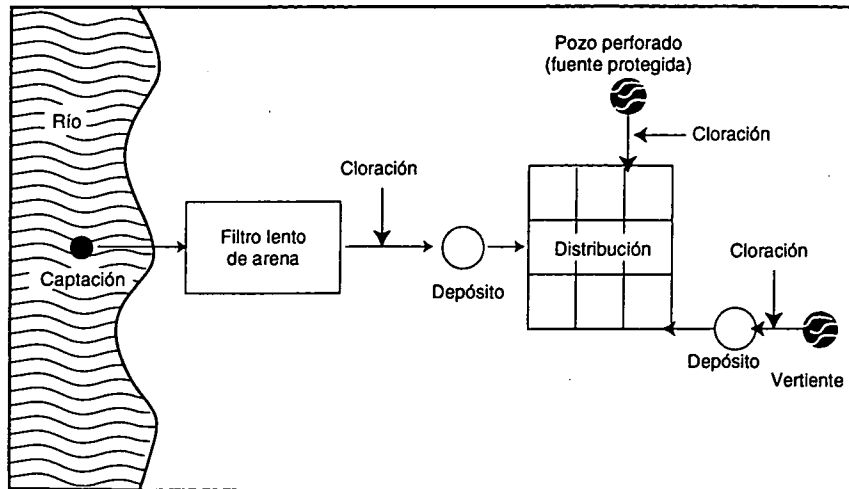 Pozo perforado
(fuente protegida)
Río
Cloración
Cloración
Filtro lento
de arena
Distribución
Cloración
Captación
Depósito
Depósito
Vertiente